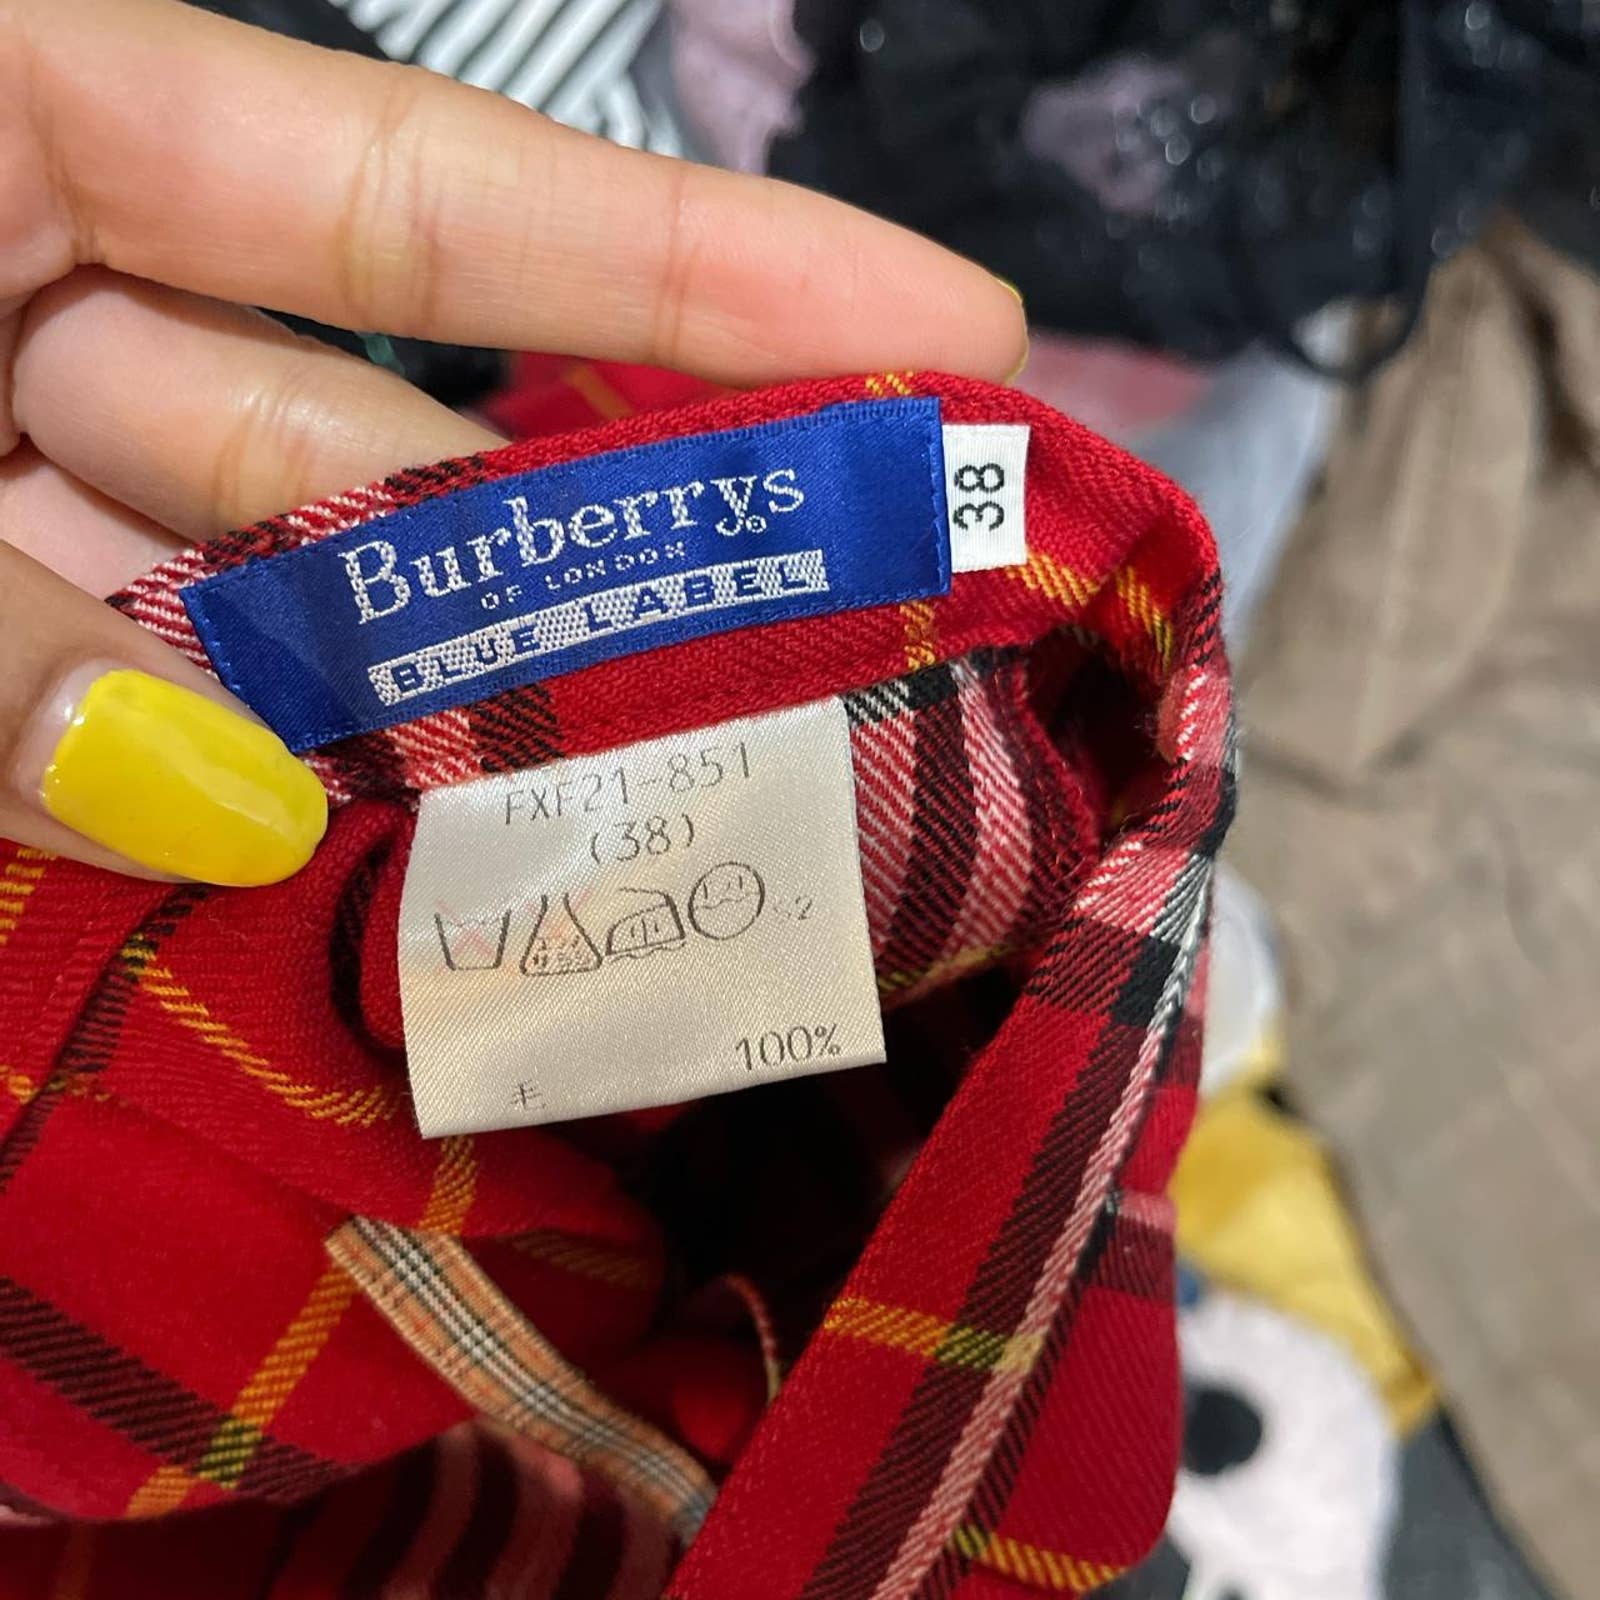 Burberrys
OF LONDON
BLUE LABEL
38
FXF21-851
(38)
毛 100%